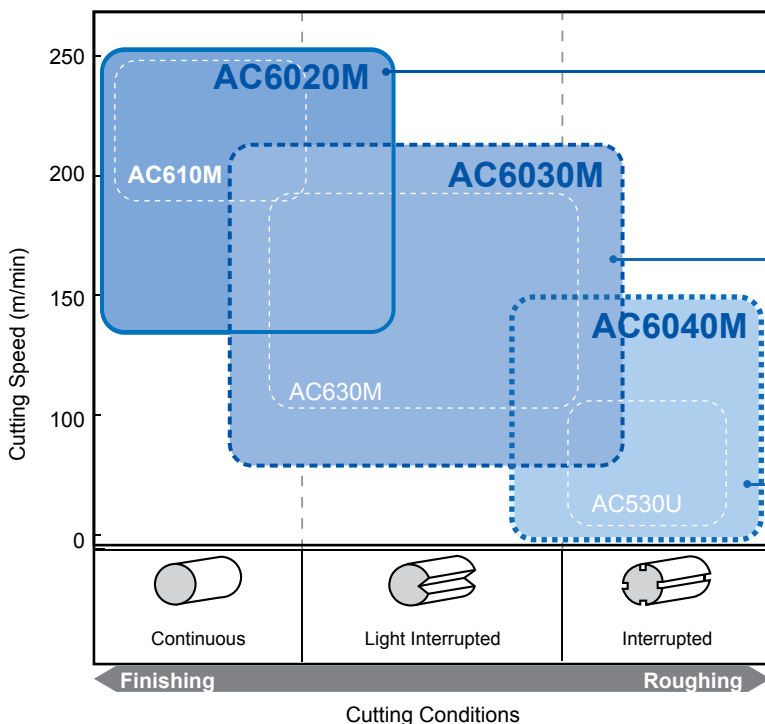 250
AC6020M
AC610M
200
AC6030M
150
AC6040M
AC630M
100
AC530U
0
Cutting Speed (m/min)
Continuous
Light Interrupted
Interrupted
Finishing
Roughing
Cutting Conditions